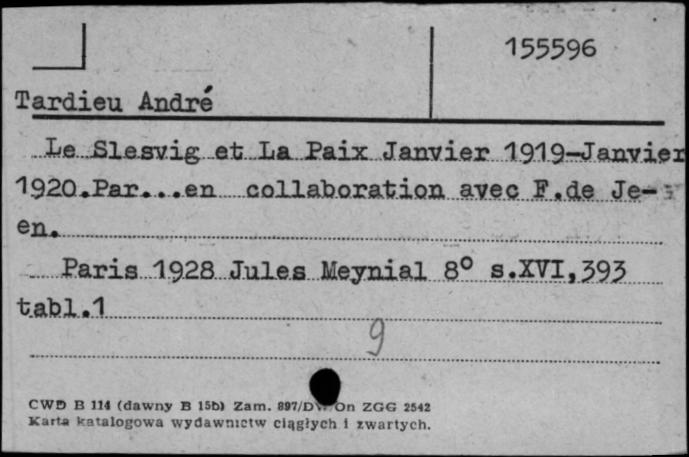 155596
Tardieu André
Le Slesvig et La Paix Janvier 1919-Janvier
1920.Par...en collaboration avec F.de Je-
en.
Paris 1928 Jules Meynial 8° s.XVI,393
tabl.1
9
CWD B 114 (dawny B 15b) Zam. 897/DW On ZGG 2542
Karta katalogowa wydawnictw ciągłych i zwartych.